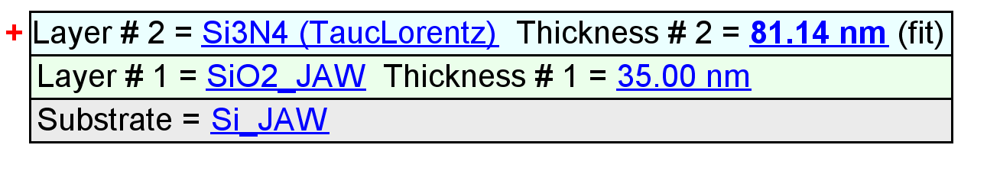 + Layer # 2 = Si3N4 (TaucLorentz) Thickness # 2 = 81.14 nm (fit)
Layer # 1 = SiO2_JAW Thickness # 1 = 35.00 nm
Substrate = Si_JAW